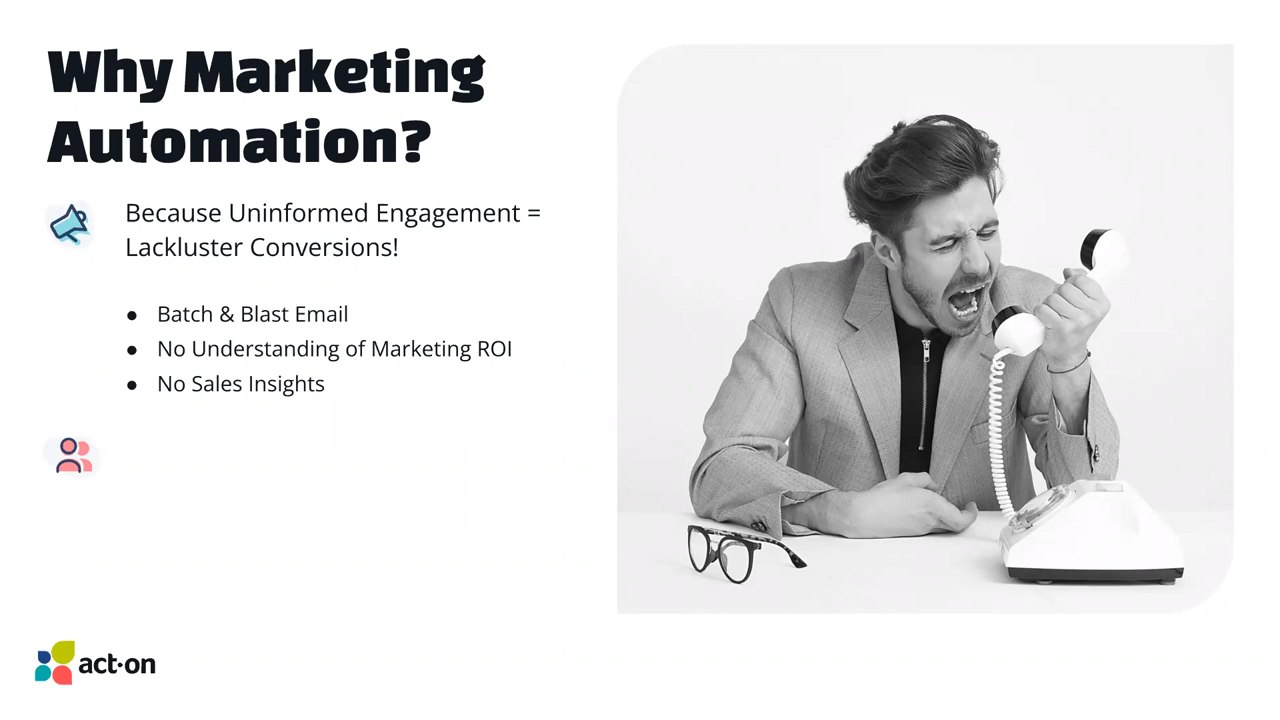 Why Marketing
Automation?
Because Uninformed Engagement =
Lackluster Conversions!
● Batch & Blast Email
● No Understanding of Marketing ROI
● No Sales Insights
act-on